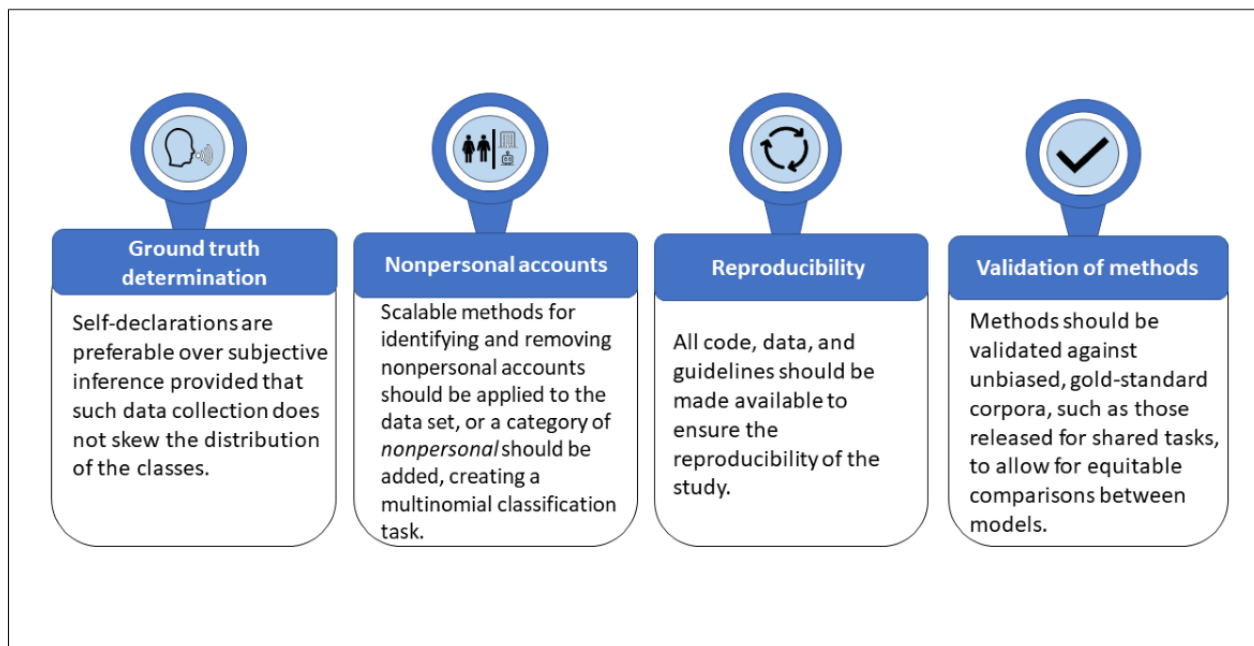 Ground truth
determination
Self-declarations are
preferable over subjective
inference provided that
such data collection does
not skew the distribution
of the classes.
Nonpersonal accounts
Scalable methods for
identifying and removing
nonpersonal accounts
should be applied to the
data set, or a category of
nonpersonal should be
added, creating a
multinomial classification
task.
Reproducibility
All code, data, and
guidelines should be
made available to
ensure the
reproducibility of the
study.
Validation of methods
Methods should be
validated against
unbiased, gold-standard
corpora, such as those
released for shared tasks,
to allow for equitable
comparisons between
models.